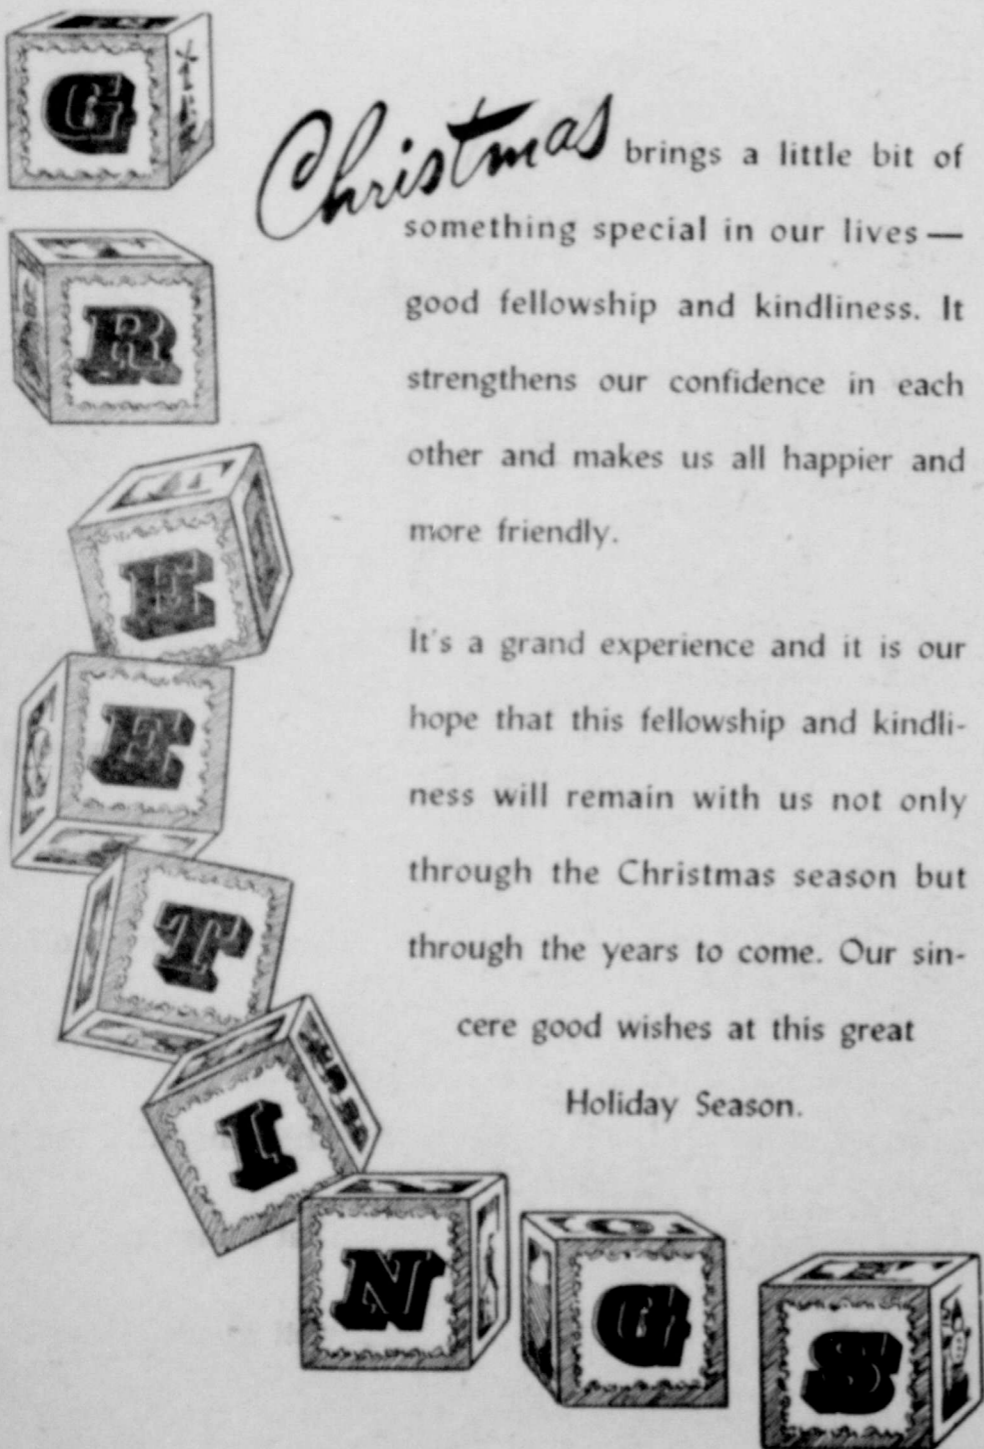 G
R
E
E
T
I
N
G
S
Christmas brings a little bit of
something special in our lives —
good fellowship and kindliness. It
strengthens our confidence in each
other and makes us all happier and
more friendly.
It's a grand experience and it is our
hope that this fellowship and kindli-
ness will remain with us not only
through the Christmas season but
through the years to come. Our sin-
cere good wishes at this great
Holiday Season.